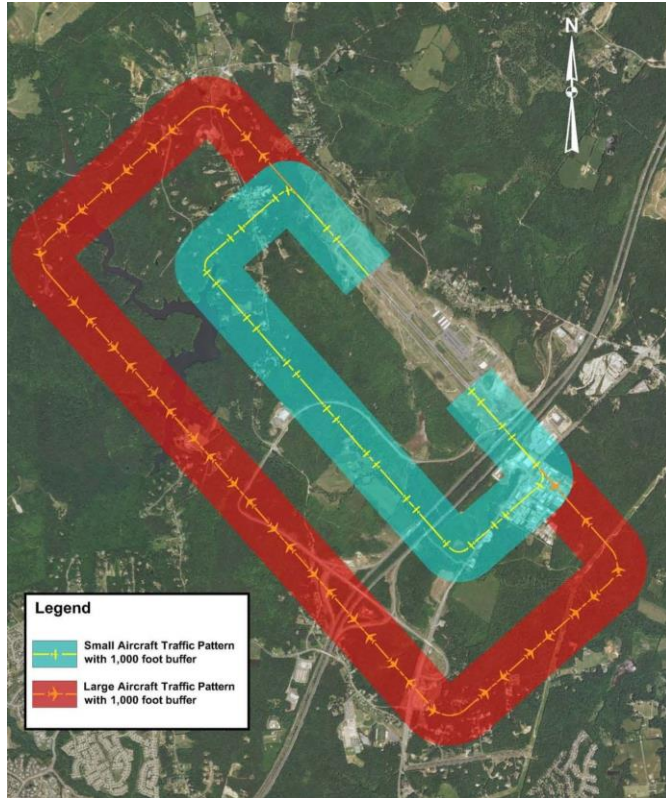 N
Legend
Small Aircraft Traffic Pattern
with 1,000 foot buffer
Large Aircraft Traffic Pattern
with 1,000 foot buffer